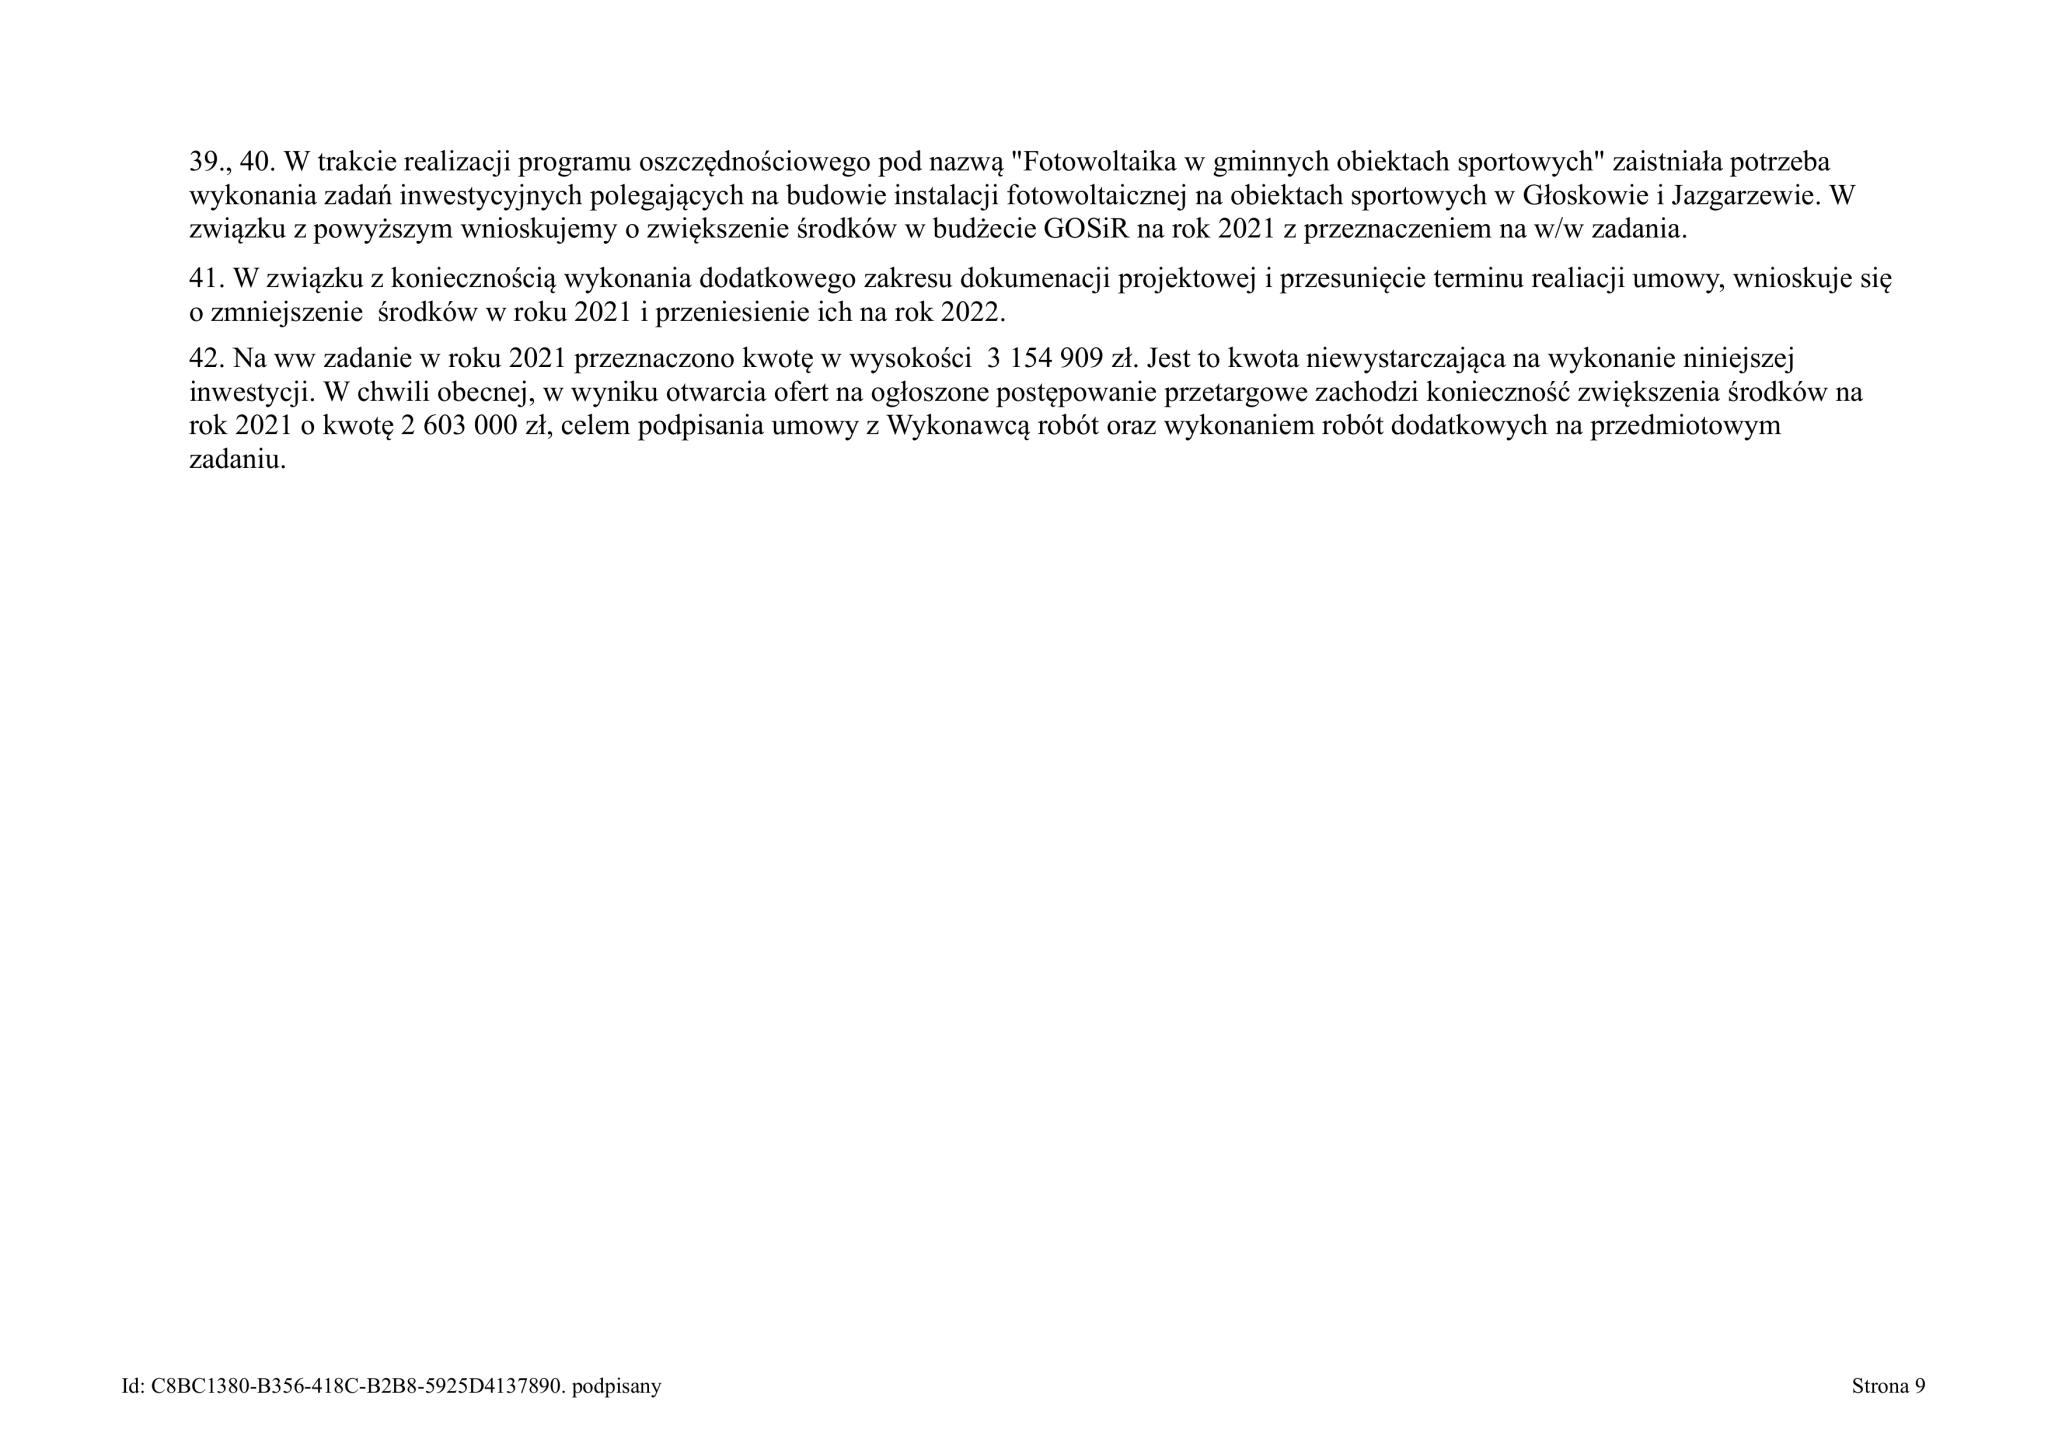 39., 40. W trakcie realizacji programu oszczędnościowego pod nazwą "Fotowoltaika w gminnych obiektach sportowych" zaistniała potrzeba
wykonania zadań inwestycyjnych polegających na budowie instalacji fotowoltaicznej na obiektach sportowych w Głoskowie i Jazgarzewie. W
związku z powyższym wnioskujemy o zwiększenie środków w budżecie GOSiR na rok 2021 z przeznaczeniem na w/w zadania.
41. W związku z koniecznością wykonania dodatkowego zakresu dokumenacji projektowej i przesunięcie terminu realiacji umowy, wnioskuje się
o zmniejszenie  środków w roku 2021 i przeniesienie ich na rok 2022.
42. Na ww zadanie w roku 2021 przeznaczono kwotę w wysokości  3 154 909 zł. Jest to kwota niewystarczająca na wykonanie niniejszej
inwestycji. W chwili obecnej, w wyniku otwarcia ofert na ogłoszone postępowanie przetargowe zachodzi konieczność zwiększenia środków na
rok 2021 o kwotę 2 603 000 zł, celem podpisania umowy z Wykonawcą robót oraz wykonaniem robót dodatkowych na przedmiotowym
zadaniu.
Id: C8BC1380-B356-418C-B2B8-5925D4137890. podpisany
Strona 9